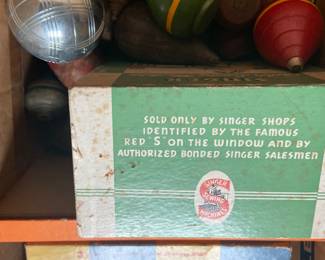 SOLD ONLY BY SINGER SHOPS
IDENTIFIED BY THE FAMOUS
RED "S" ON THE WINDOW AND BY
AUTHORIZED BONDED SINGER SALESMEN
SINGER
SEWING
MACHINES